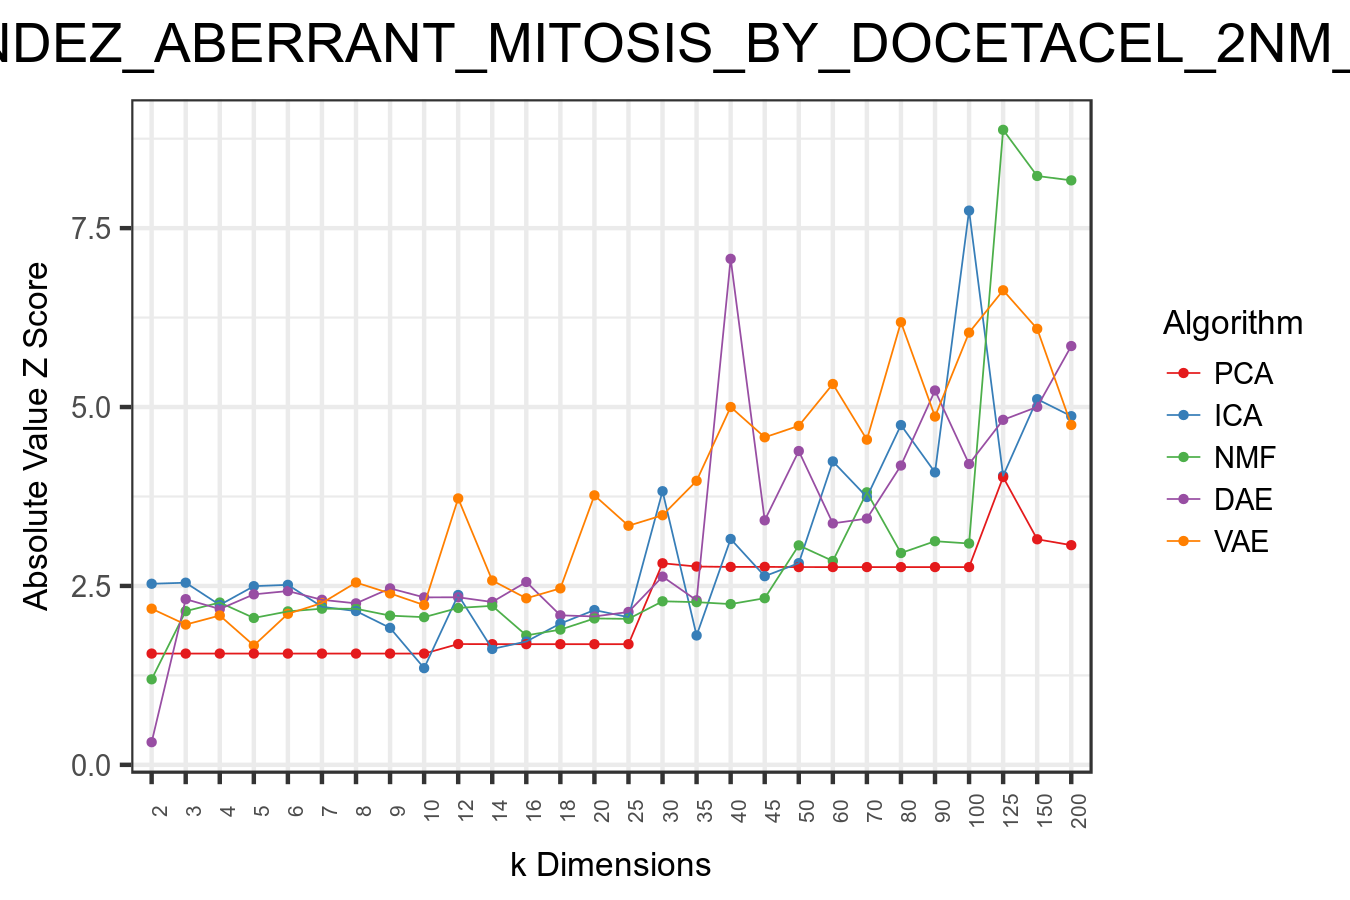 NDEZ_ABERRANT_MITOSIS_BY_DOCETACEL_2NM_
Absolute Value Z Score
7.5
5.0
2.5
0.0
2 3 4 5 6 7 8 9 10 12 14 16 18 20 25 30 35 40 45 50 60 70 80 90 100 125 150 200
k Dimensions
Algorithm
PCA
ICA
NMF
DAE
VAE